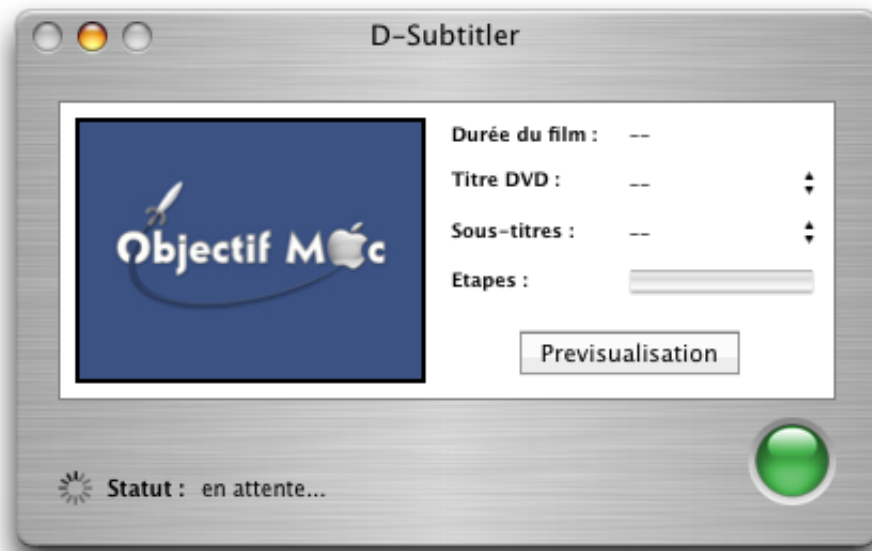 D-Subtitler
Objectif Mac
Durée du film : --
Titre DVD : --
Sous-titres : --
Etapes :
Previsualisation
Statut : en attente...